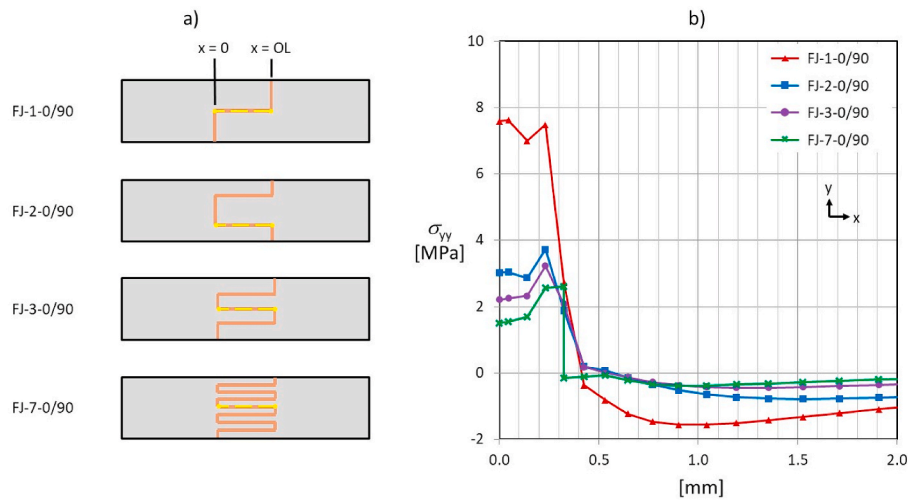 a)
x = 0
x = OL
FJ-1-0/90
FJ-2-0/90
FJ-3-0/90
FJ-7-0/90
b)
10
8
6
4
2
0
-2
σyy
[MPa]
FJ-1-0/90
FJ-2-0/90
FJ-3-0/90
FJ-7-0/90
y
x
0.0
0.5
1.0
1.5
2.0
[mm]